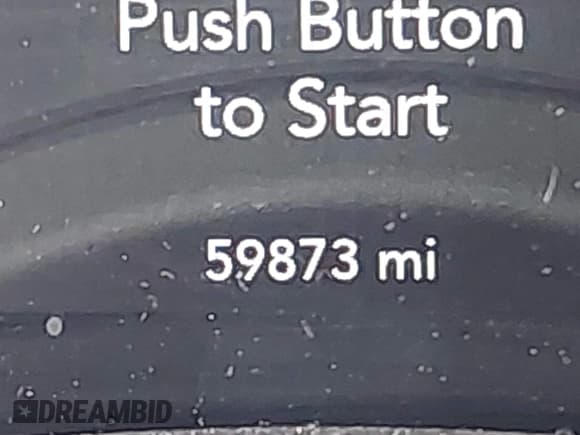 Push Button
to Start
59873 mi
DREAMBID